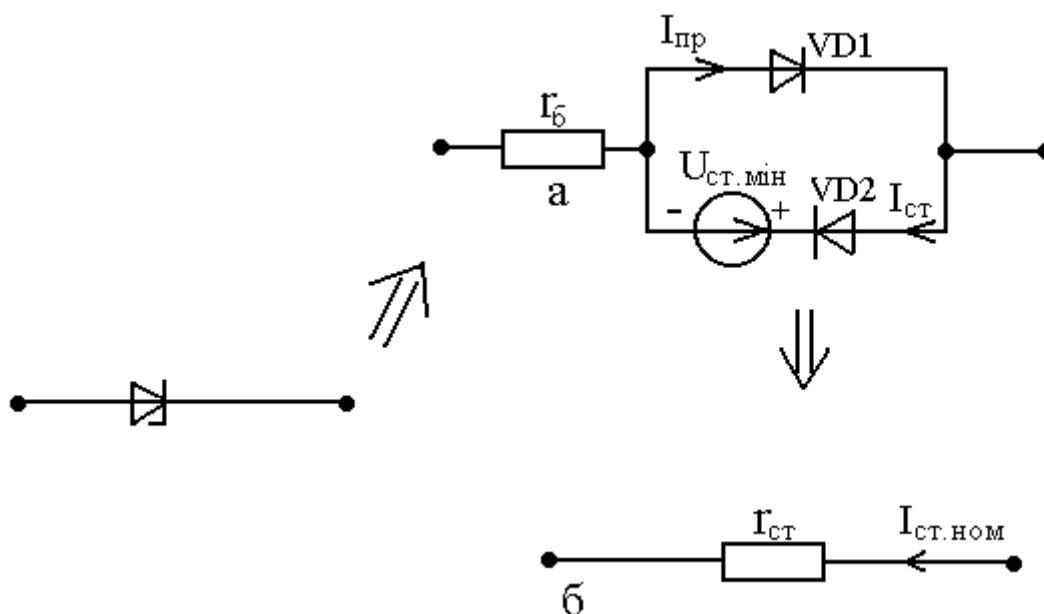 Iпр VD1
rб
а
Uст.мін
- +
VD2
Iст
rст
Iст.ном
б